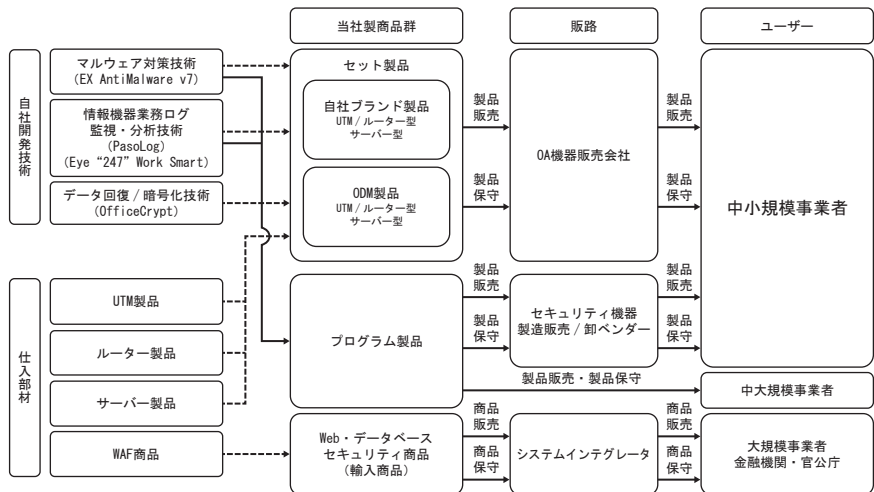 当社製商品群
販路
ユーザー
自社開発技術
マルウェア対策技術
(EX AntiMalware v7)
情報機器業務ログ
監視・分析技術
(PasoLog)
(Eye “247” Work Smart)
データ回復/暗号化技術
(OfficeCrypt)
仕入部材
UTM製品
ルーター製品
サーバー製品
WAF商品
セット製品
自社ブランド製品
UTM/ルーター型
サーバー型
ODM製品
UTM/ルーター型
サーバー型
プログラム製品
Web・データベース
セキュリティ商品
(輸入商品)
製品
販売
製品
保守
製品
販売
製品
保守
製品販売・製品保守
商品
販売
商品
保守
OA機器販売会社
セキュリティ機器
製造販売/卸ベンダー
システムインテグレータ
製品
販売
製品
保守
製品
販売
製品
保守
商品
販売
商品
保守
中小規模事業者
中大規模事業者
大規模事業者
金融機関・官公庁